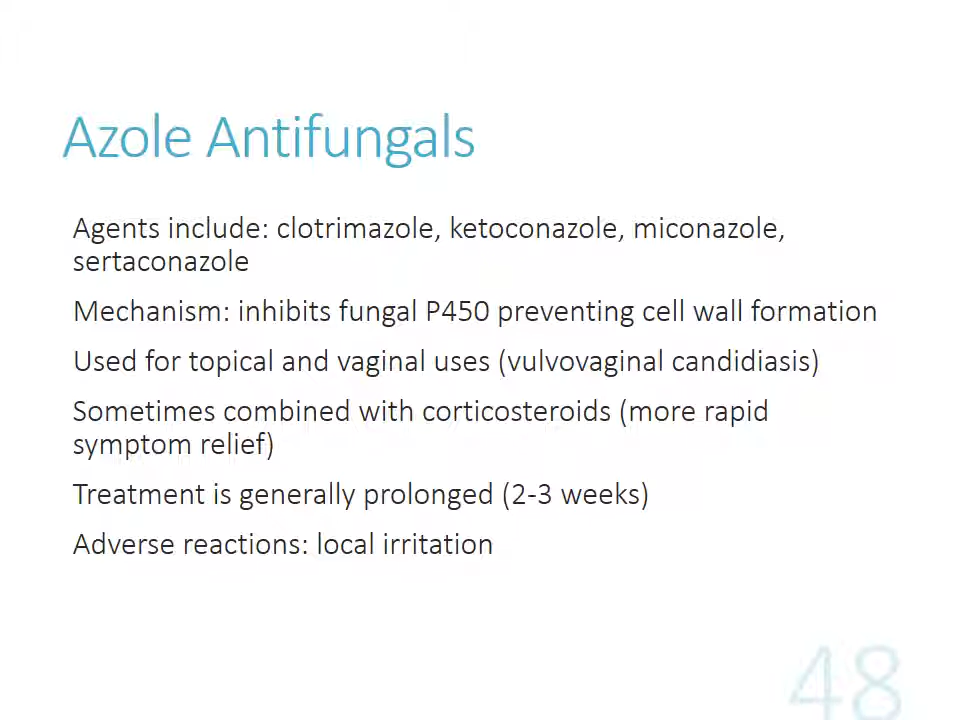 Azole Antifungals
Agents include: clotrimazole, ketoconazole, miconazole,
sertaconazole
Mechanism: inhibits fungal P450 preventing cell wall formation
Used for topical and vaginal uses (vulvovaginal candidiasis)
Sometimes combined with corticosteroids (more rapid
symptom relief)
Treatment is generally prolonged (2-3 weeks)
Adverse reactions: local irritation
48